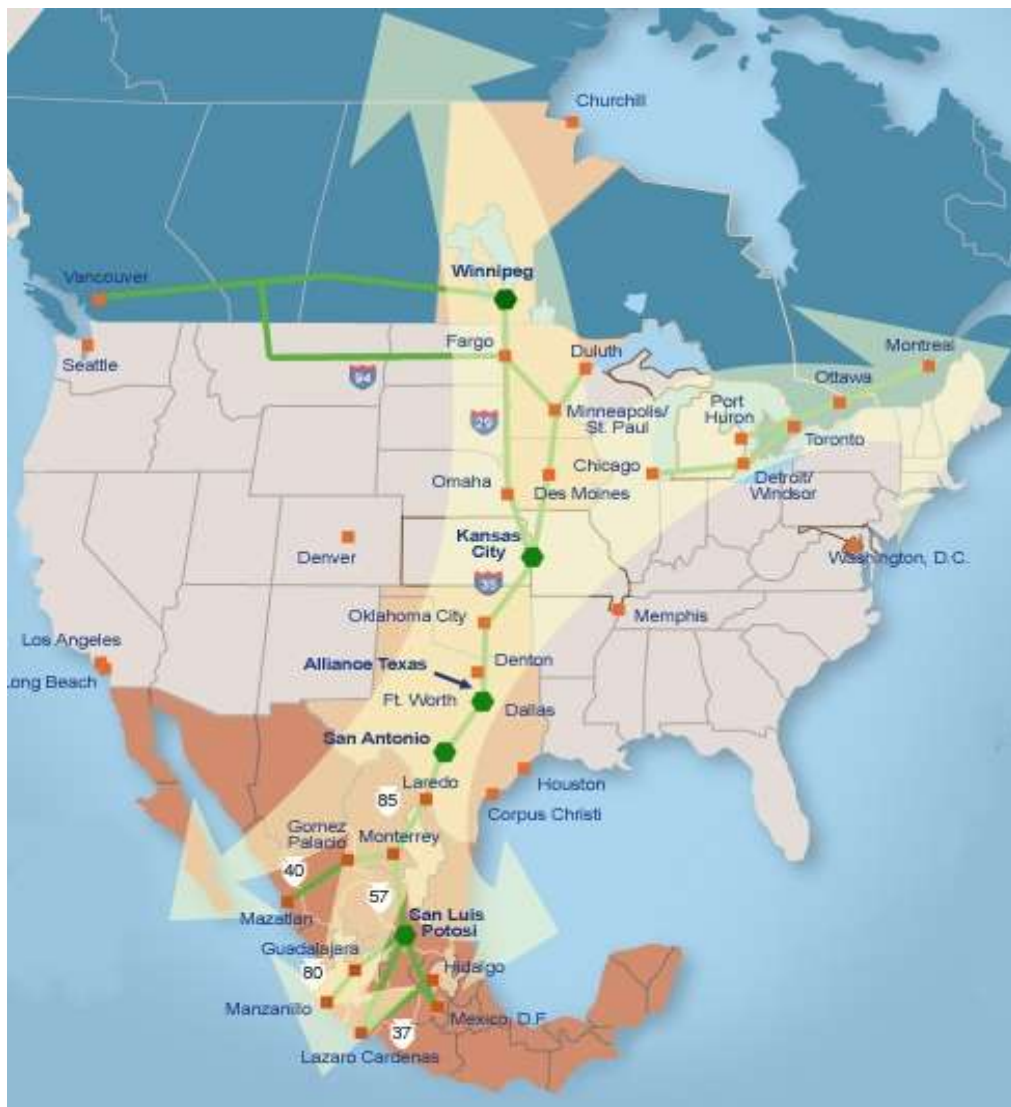 Churchill
Vancouver
Winnipeg
Seattle
Fargo
Duluth
Montreal
94
Ottawa
29
Minneapolis/
St. Paul
Port
Huron
Toronto
Chicago
Omaha
Des Moines
Detroit/
Windsor
Kansas
City
Denver
Washington, D.C.
35
Oklahoma City
Memphis
Los Angeles
Long Beach
Alliance Texas
Denton
Ft. Worth
Dallas
San Antonio
Laredo
Houston
85
Corpus Christi
Gomez
Palacio
Monterrey
40
57
Mazatlan
San Luis
Potosi
Guadalajara
80
Hidalgo
Manzanillo
Mexico, D.F.
37
Lazaro Cardenas